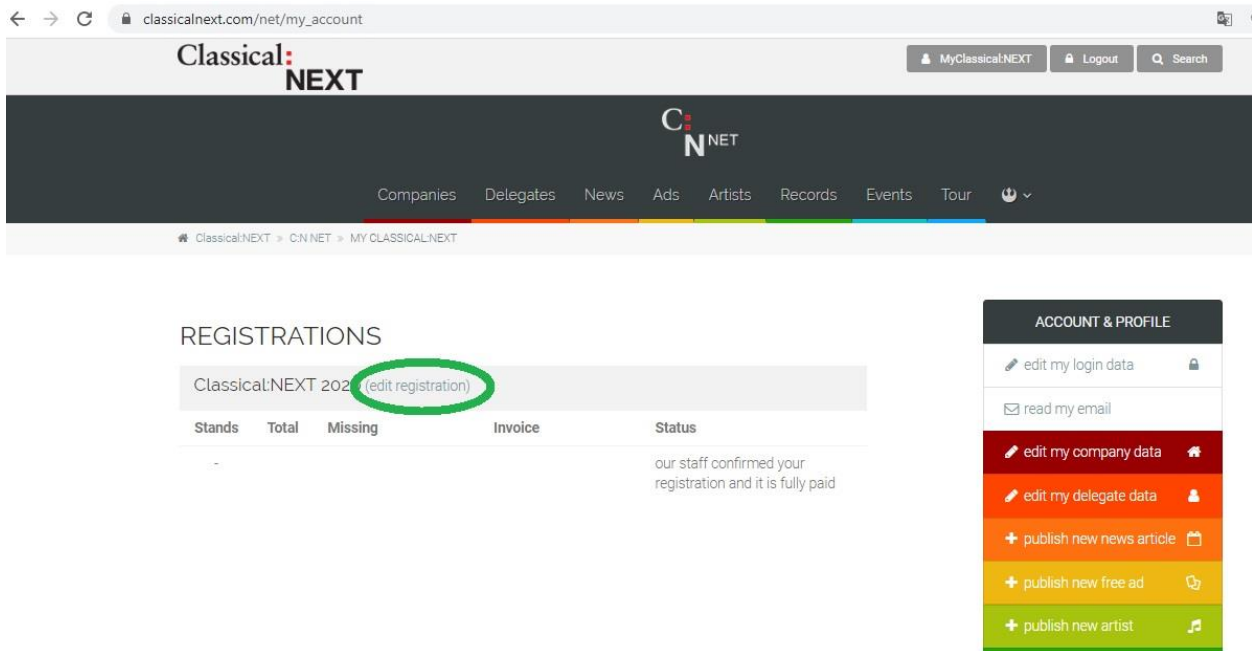 classicalnext.com/net/my_account
Classical:
NEXT
MyClassical:NEXT Logout Search
C:
N NET
Companies Delegates News Ads Artists Records Events Tour
Classical:NEXT » C:N NET » MY CLASSICAL:NEXT
REGISTRATIONS
Classical:NEXT (edit registration)
Stands Total Missing Invoice Status
-
our staff confirmed your
registration and it is fully paid
ACCOUNT & PROFILE
edit my login data
read my email
edit my company data
edit my delegate data
+ publish new news article
+ publish new free ad
+ publish new artist